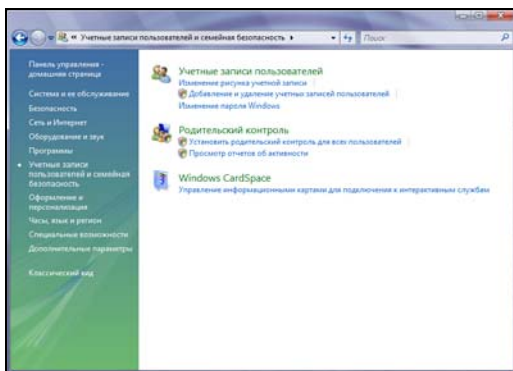 « Учетные записи пользователей и семейная безопасность
Поиск
Панель управления -
домашняя страница
Система и ее обслуживание
Безопасность
Сеть и Интернет
Оборудование и звук
Программы
Учетные записи
пользователей и семейная
безопасность
Оформление и
персонализация
Часы, язык и регион
Специальные возможности
Дополнительные параметры
Классический вид
Учетные записи пользователей
Изменение рисунка учетной записи
Добавление и удаление учетных записей пользователей
Изменение пароля Windows
Родительский контроль
Установить родительский контроль для всех пользователей
Просмотр отчетов об активности
Windows CardSpace
Управление информационными картами для подключения к интерактивным службам